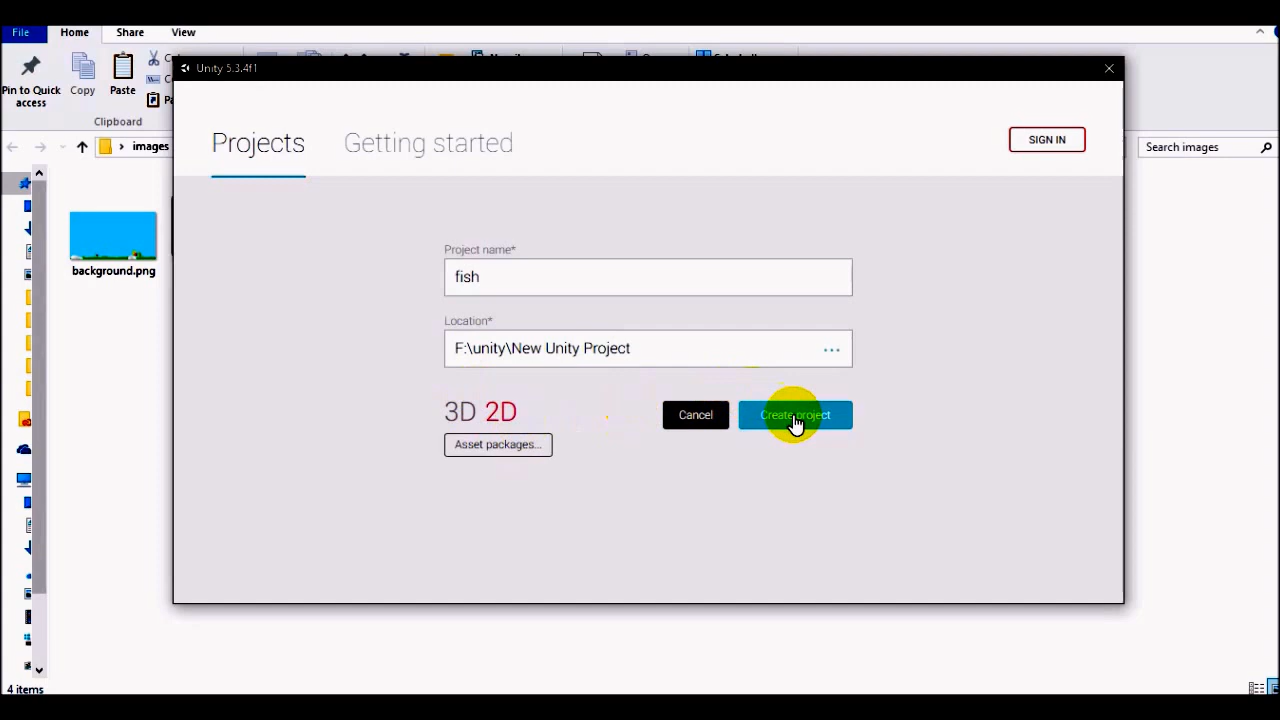 File Home Share View
Pin to Quick access
Copy
Paste
Clipboard
images
Search images
background.png
4 items
Unity 5.3.4f1
Projects Getting started
SIGN IN
Project name*
fish
Location*
F:\unity\New Unity Project
...
3D 2D
Cancel
Create project
Asset packages...